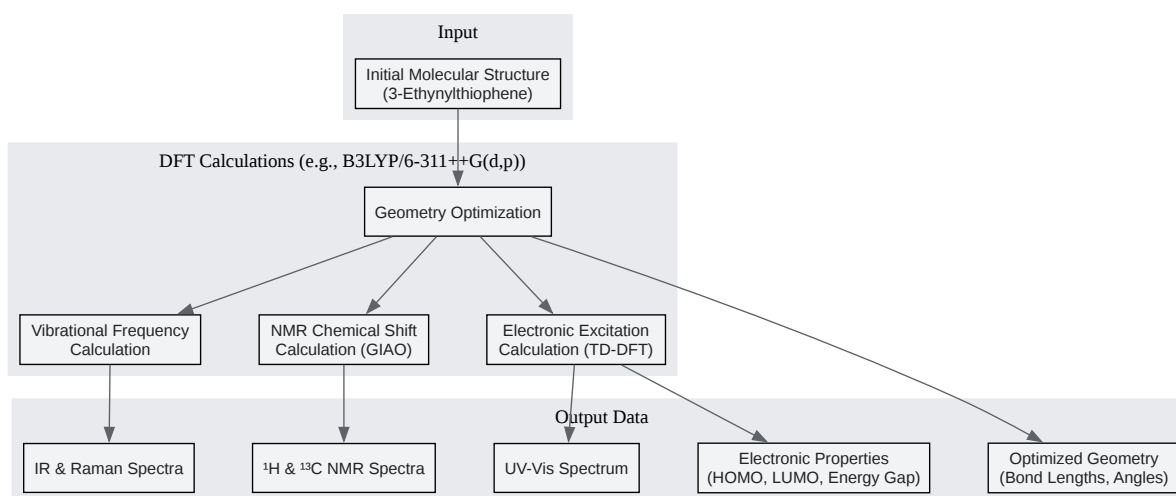 Input
Initial Molecular Structure
(3-Ethynylthiophene)
DFT Calculations (e.g., B3LYP/6-311++G(d,p))
Geometry Optimization
Vibrational Frequency
Calculation
NMR Chemical Shift
Calculation (GIAO)
Electronic Excitation
Calculation (TD-DFT)
Output Data
IR & Raman Spectra
¹H & ¹³C NMR Spectra
UV-Vis Spectrum
Electronic Properties
(HOMO, LUMO, Energy Gap)
Optimized Geometry
(Bond Lengths, Angles)